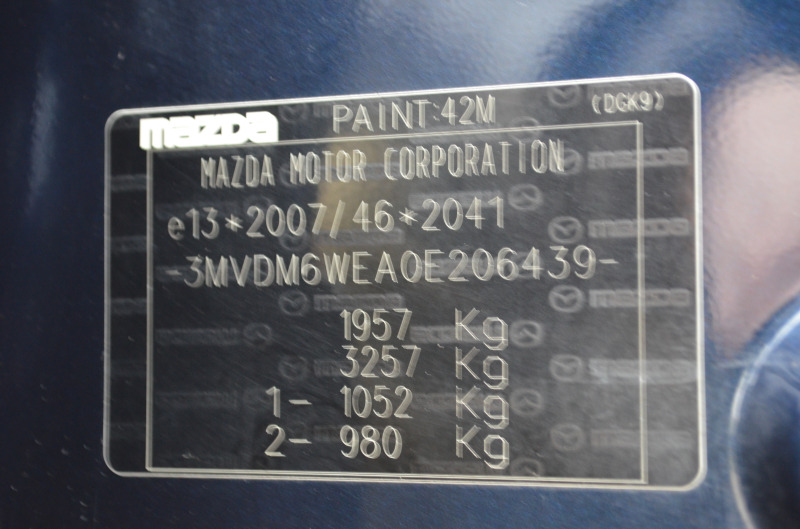 mazda PAINT:42M (DGK9)
MAZDA MOTOR CORPORATION
e13*2007/46*2041
-3MVDM6WEA0E206439-
1957 Kg
3257 Kg
1- 1052 Kg
2- 980 Kg